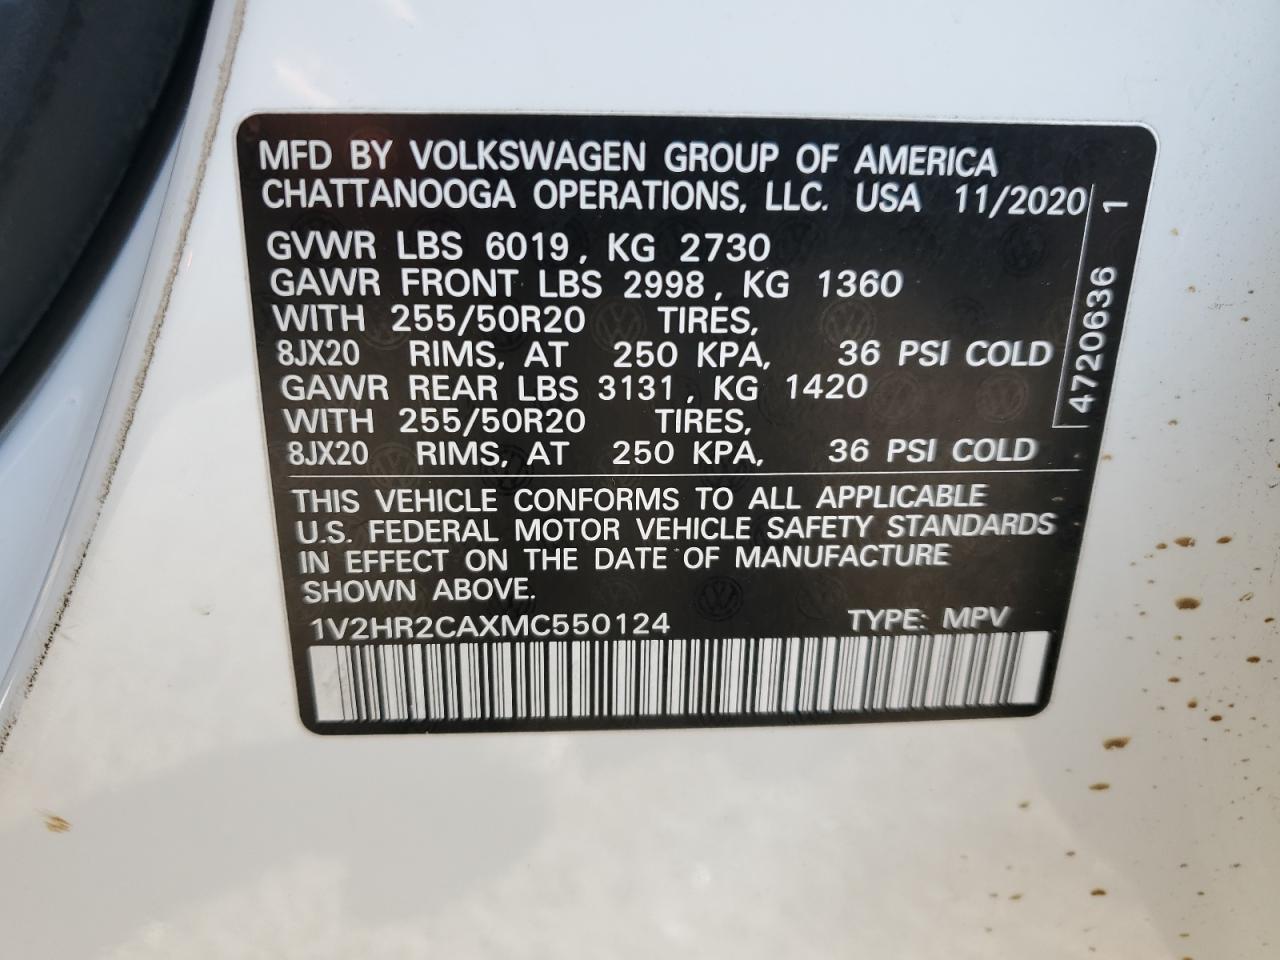 MFD BY VOLKSWAGEN GROUP OF AMERICA
CHATTANOOGA OPERATIONS, LLC. USA 11/2020
GVWR LBS 6019, KG 2730
GAWR FRONT LBS 2998, KG 1360
WITH 255/50R20 TIRES,
8JX20 RIMS, AT 250 KPA, 36 PSI COLD
GAWR REAR LBS 3131, KG 1420
WITH 255/50R20 TIRES,
8JX20 RIMS, AT 250 KPA, 36 PSI COLD
4720636 1
THIS VEHICLE CONFORMS TO ALL APPLICABLE
U.S. FEDERAL MOTOR VEHICLE SAFETY STANDARDS
IN EFFECT ON THE DATE OF MANUFACTURE
SHOWN ABOVE.
1V2HR2CAXMC550124 TYPE: MPV